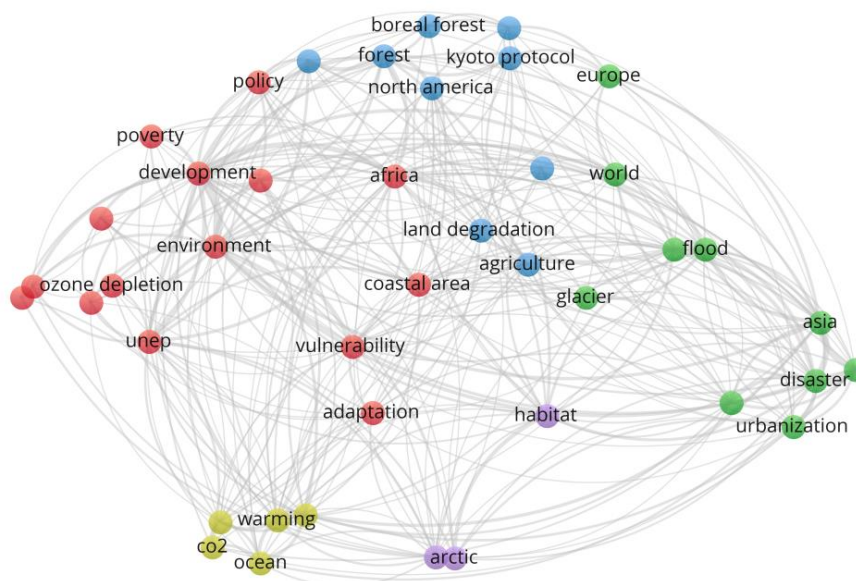 boreal forest
forest
kyoto protocol
europe
policy
north america
poverty
development
africa
world
land degradation
environment
flood
agriculture
ozone depletion
coastal area
glacier
asia
unep
vulnerability
disaster
adaptation
habitat
urbanization
warming
co2
ocean
arctic